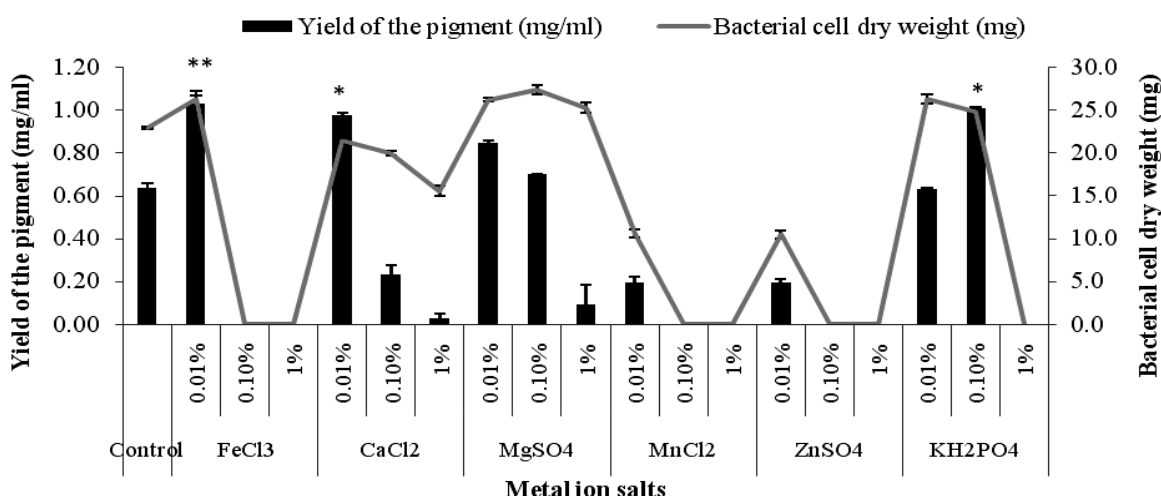 Yield of the pigment (mg/ml)
Bacterial cell dry weight (mg)
Yield of the pigment (mg/ml)
1.20
1.00
0.80
0.60
0.40
0.20
0.00
**
*
*
30.0
25.0
20.0
15.0
10.0
5.0
0.0
Bacterial cell dry weight (mg)
0.01%
0.10%
1%
0.01%
0.10%
1%
0.01%
0.10%
1%
0.01%
0.10%
1%
0.01%
0.10%
1%
0.01%
0.10%
1%
Control
FeCl3
CaCl2
MgSO4
MnCl2
ZnSO4
KH2PO4
Metal ion salts